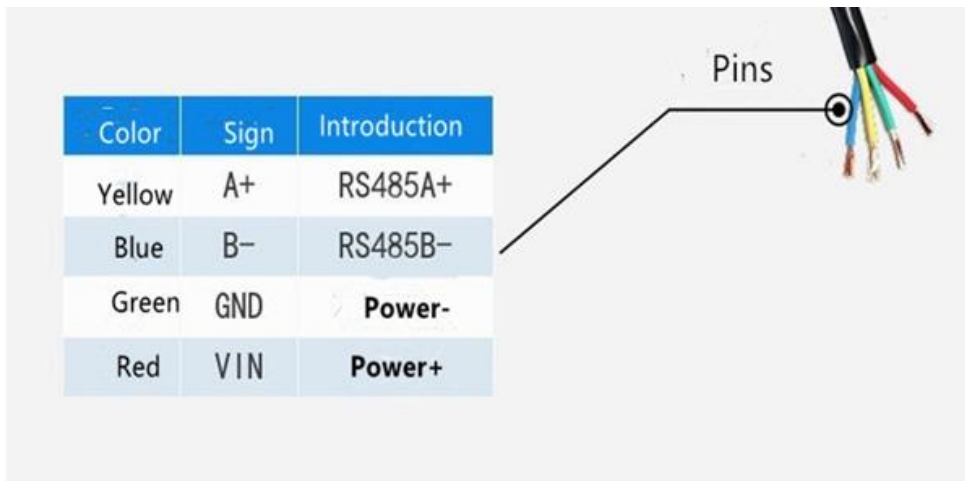 Pins
Color Sign Introduction
Yellow A+ RS485A+
Blue B- RS485B-
Green GND Power-
Red VIN Power+